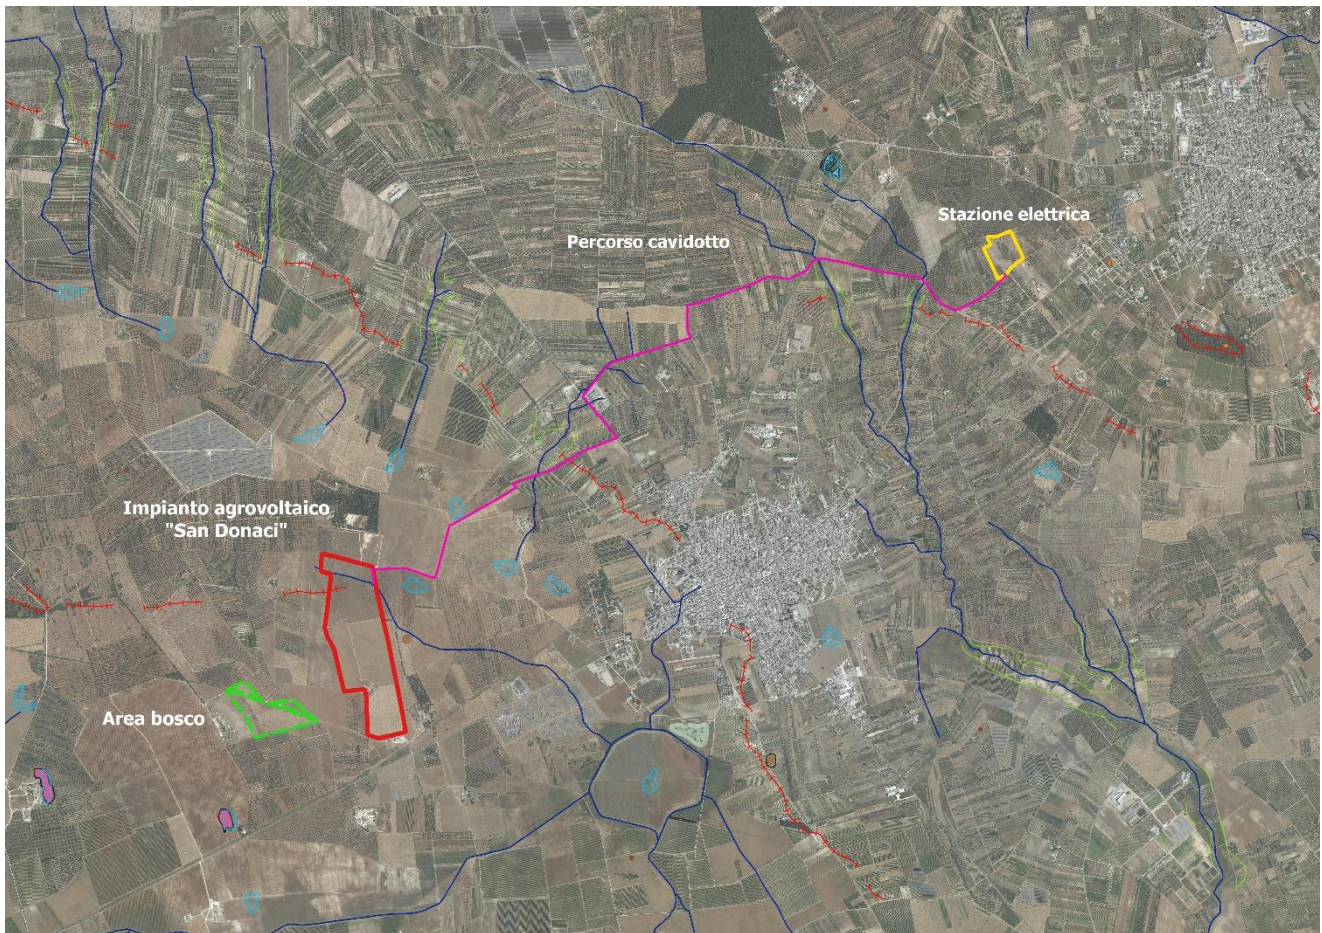 Stazione elettrica
Percorso cavidotto
Impianto agrovoltaico
"San Donaci"
Area bosco